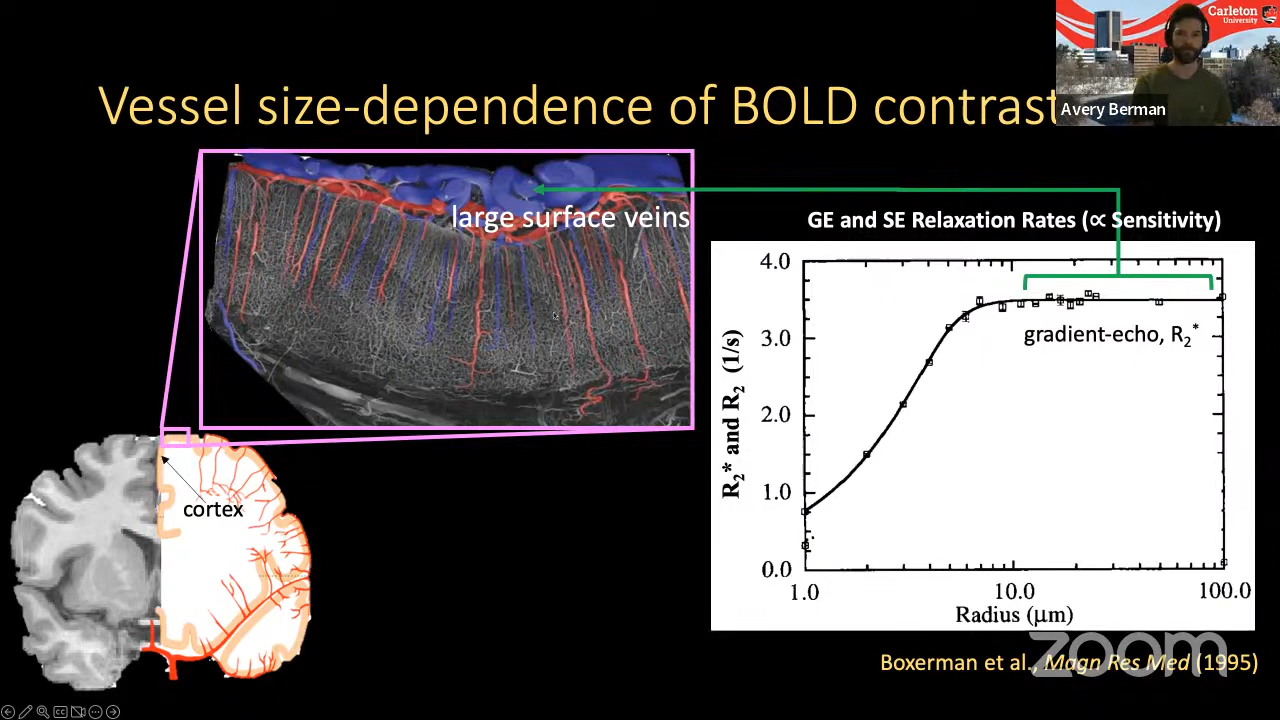 Carleton
University
Avery Berman
Vessel size-dependence of BOLD contrast
large surface veins
cortex
GE and SE Relaxation Rates (∝ Sensitivity)
4.0
3.0
2.0
1.0
0.0
R2* and R2 (1/s)
gradient-echo, R2*
1.0
10.0
100.0
Radius (μm)
Boxerman et al., Magn Res Med (1995)
zoom
CC